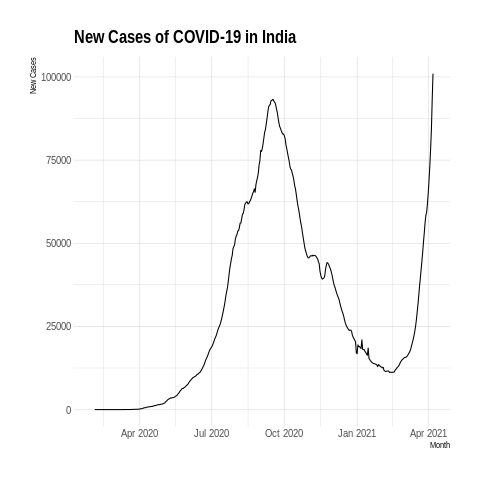 New Cases of COVID-19 in India
New Cases
100000
75000
50000
25000
0
Apr 2020 Jul 2020 Oct 2020 Jan 2021 Apr 2021
Month